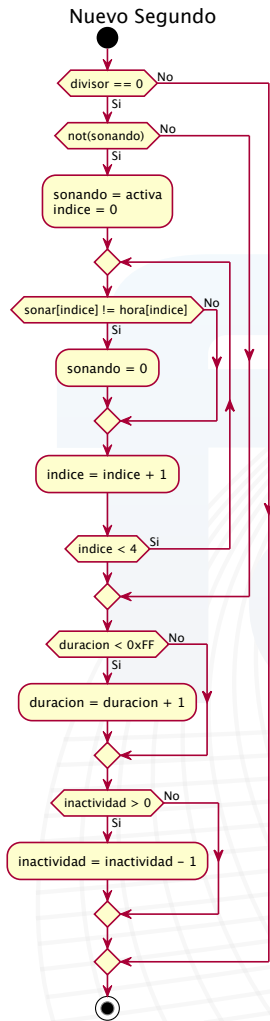 Nuevo Segundo
divisor == 0
No
Si
not(sonando)
No
Si
sonando = activa
indice = 0
sonar[indice] != hora[indice]
No
Si
sonando = 0
indice = indice + 1
indice < 4
Si
duracion < 0xFF
No
Si
duracion = duracion + 1
inactividad > 0
No
Si
inactividad = inactividad - 1